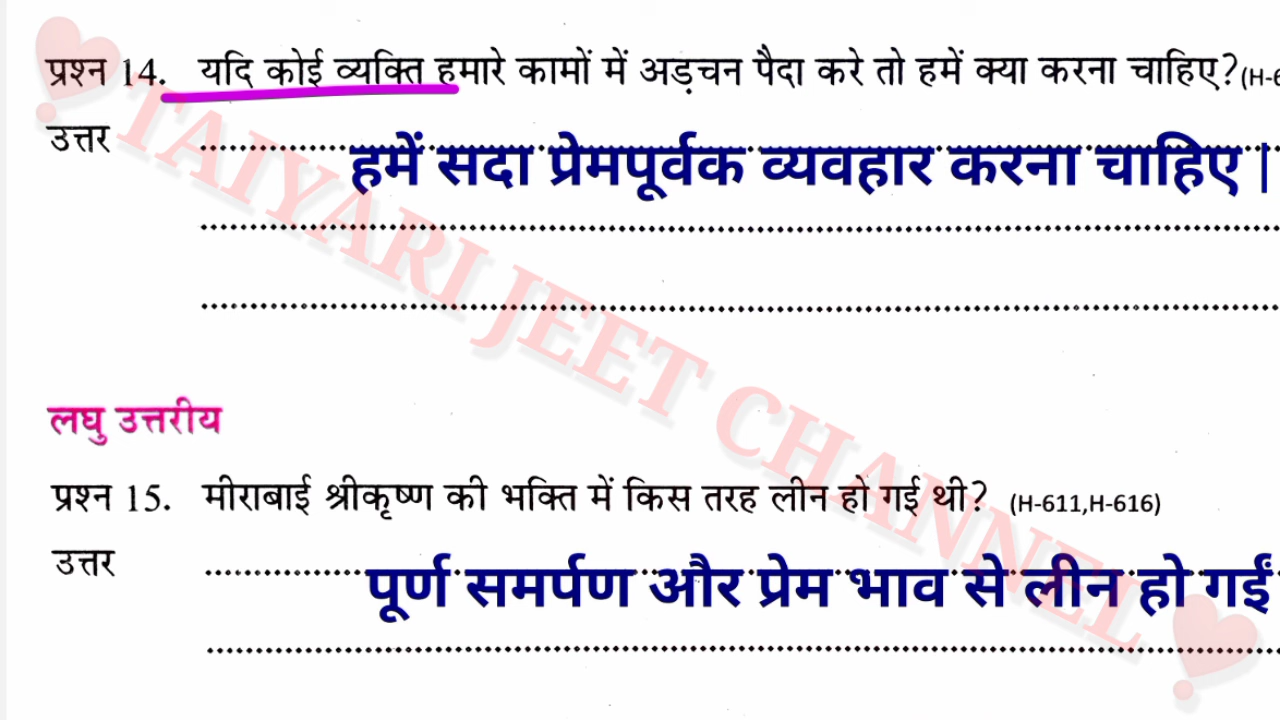 प्रश्न 14. यदि कोई व्यक्ति हमारे कामों में अड़चन पैदा करे तो हमें क्या करना चाहिए?(H-6
उत्तर हमें सदा प्रेमपूर्वक व्यवहार करना चाहिए |
लघु उत्तरीय
प्रश्न 15. मीराबाई श्रीकृष्ण की भक्ति में किस तरह लीन हो गई थी? (H-611,H-616)
उत्तर पूर्ण समर्पण और प्रेम भाव से लीन हो गईं
TAIYARI JEET CHANNEL